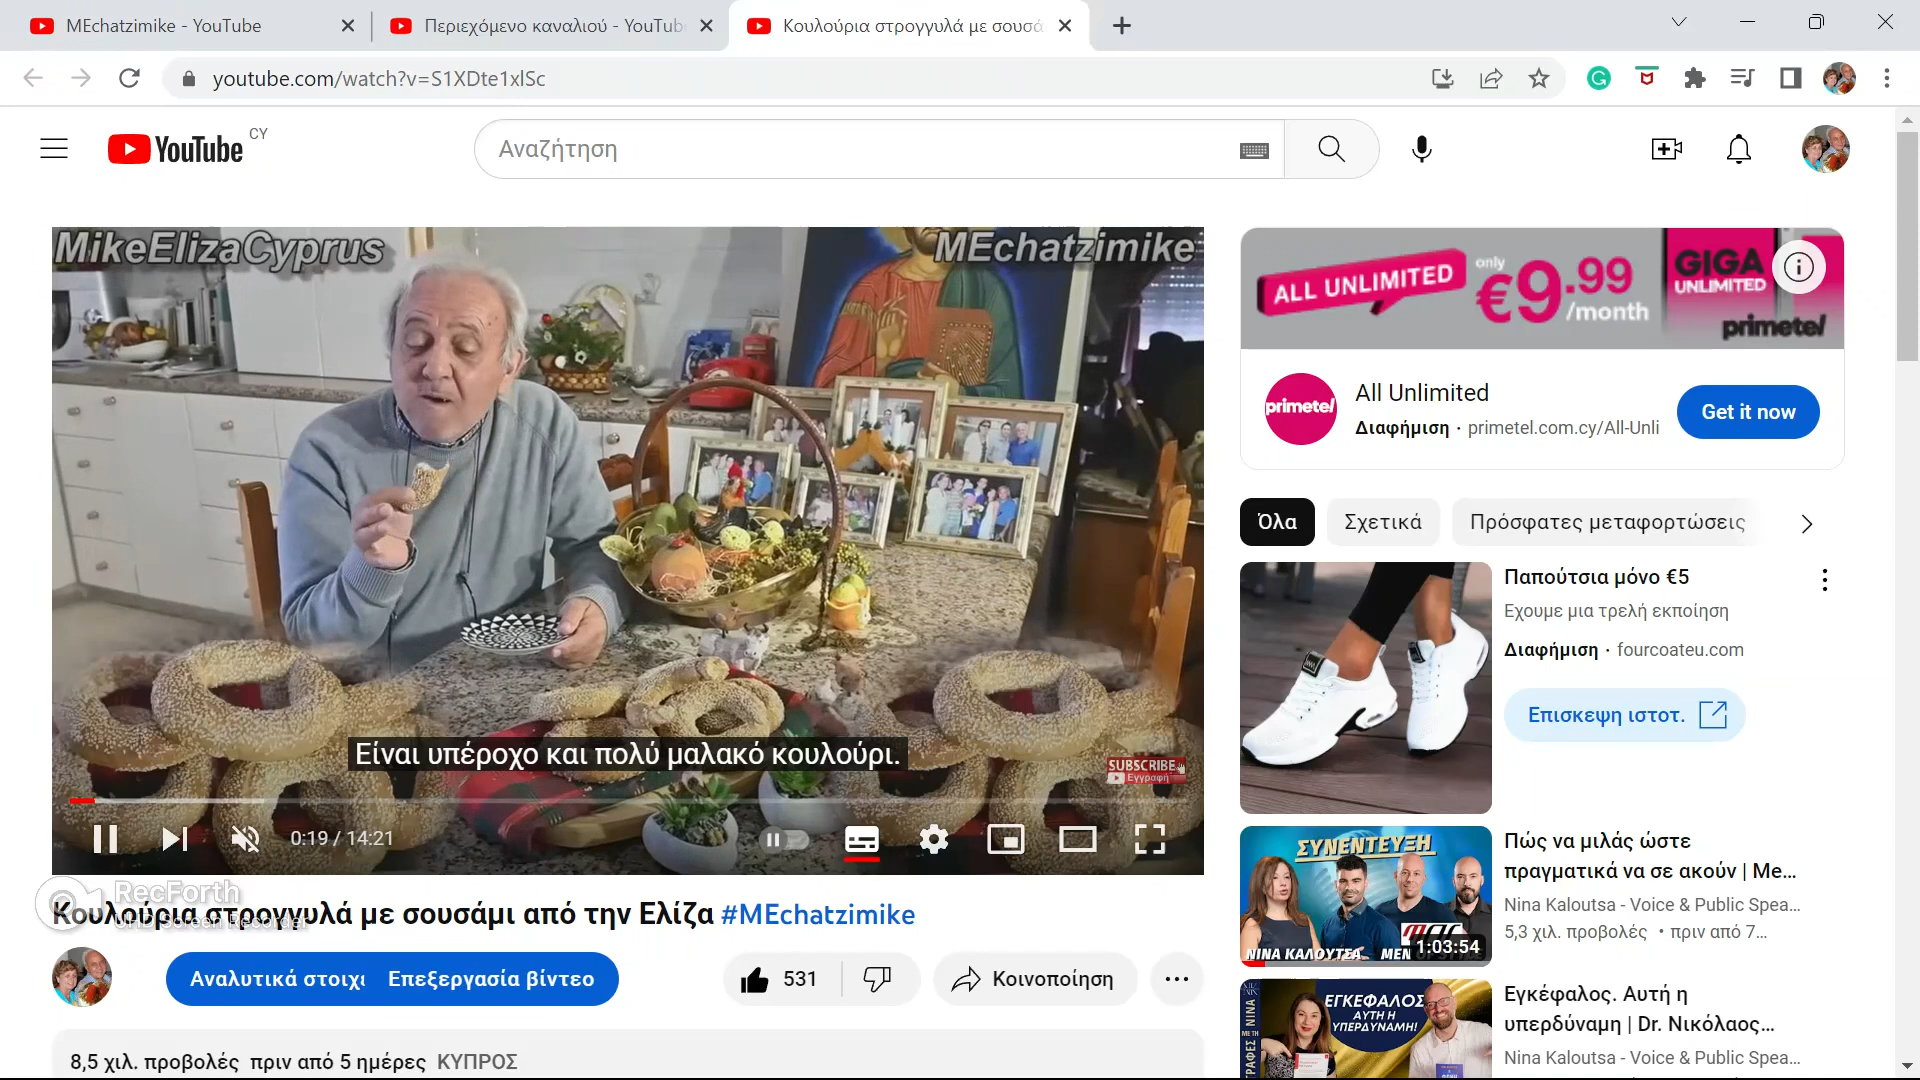 MEchatzimike - YouTube
Περιεχόμενο καναλιού - YouTub
Κουλούρια στρογγυλά με σουσά
youtube.com/watch?v=S1XDte1xlSc
YouTube CY
Αναζήτηση
MikeElizaCyprus
MEchatzimike
Είναι υπέροχο και πολύ μαλακό κουλούρι.
SUBSCRIBE
Εγγραφή
0:19 / 14:21
RecForth
UHD Screen Recorder
Κουλούρια στρογγυλά με σουσάμι από την Ελίζα #MEchatzimike
Αναλυτικά στοιχε
Επεξεργασία βίντεο
531
Κοινοποίηση
8,5 χιλ. προβολές πριν από 5 ημέρες ΚΥΠΡΟΣ
ALL UNLIMITED
only
€9.99
/month
GIGA
UNLIMITED
primetel
primetel
All Unlimited
Διαφήμιση · primetel.com.cy/All-Unli
Get it now
Όλα
Σχετικά
Πρόσφατες μεταφορτώσεις
Παπούτσια μόνο €5
Εχουμε μια τρελή εκποίηση
Διαφήμιση · fourcoateu.com
Επισκεψη ιστοτ.
ΣΥΝΕΝΤΕΥΞΗ
ΝΙΝΑ ΚΑΛΟΥΤΣΑ
1:03:54
Πώς να μιλάς ώστε
πραγματικά να σε ακούν | Me...
Nina Kaloutsa - Voice & Public Spea...
5,3 χιλ. προβολές • πριν από 7...
ΕΓΚΕΦΑΛΟΣ
ΑΥΤΗ Η
ΥΠΕΡΔΥΝΑΜΗ!
Εγκέφαλος. Αυτή η
υπερδύναμη | Dr. Νικόλαος...
Nina Kaloutsa - Voice & Public Spea...